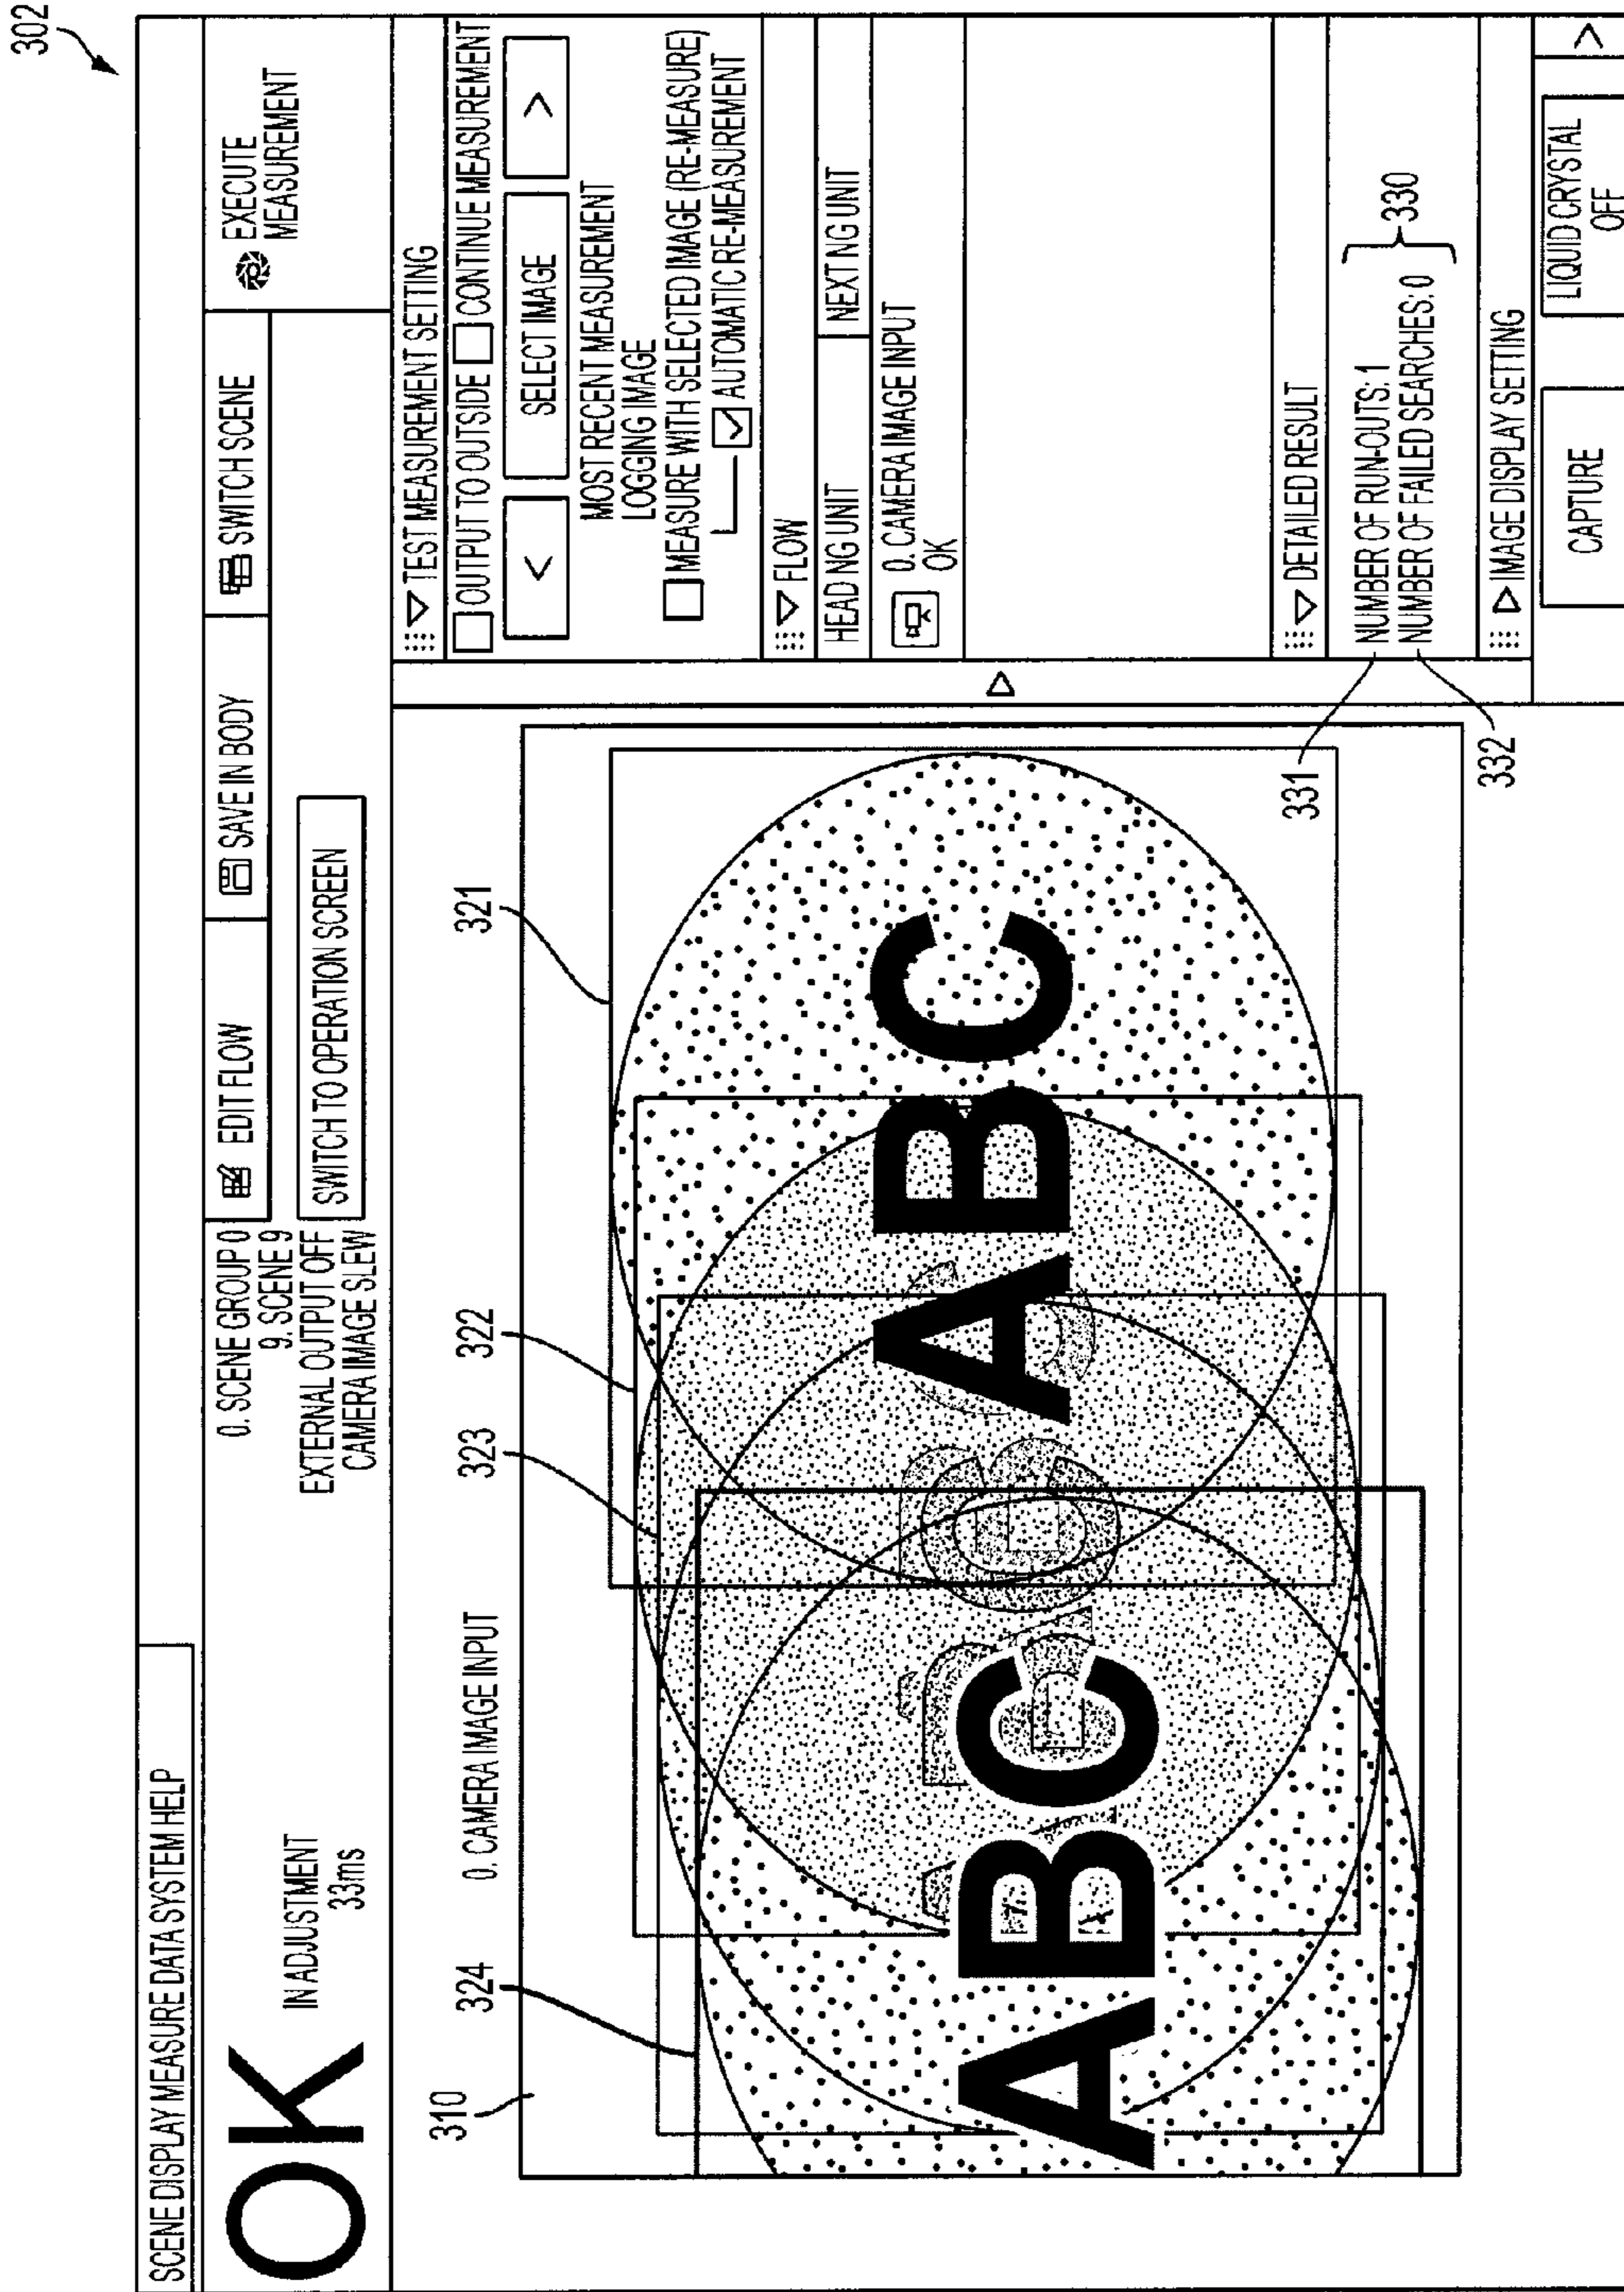 302
SCENE DISPLAY MEASURE DATA SYSTEM HELP
OK
IN ADJUSTMENT
33ms
0. SCENE GROUP 0
9. SCENE 9
EXTERNAL OUTPUT OFF
CAMERA IMAGE SLEW
EDIT FLOW
SAVE IN BODY
SWITCH SCENE
SWITCH TO OPERATION SCREEN
EXECUTE
MEASUREMENT
310
324
0. CAMERA IMAGE INPUT
323
322
321
ABC
ABC
TEST MEASUREMENT SETTING
OUTPUT TO OUTSIDE CONTINUE MEASUREMENT
< SELECT IMAGE >
MOST RECENT MEASUREMENT
LOGGING IMAGE
MEASURE WITH SELECTED IMAGE (RE-MEASURE)
AUTOMATIC RE-MEASUREMENT
FLOW
HEAD NG UNIT NEXT NG UNIT
0. CAMERA IMAGE INPUT
OK
DETAILED RESULT
NUMBER OF RUN-OUTS: 1
NUMBER OF FAILED SEARCHES: 0
330
331
332
IMAGE DISPLAY SETTING
CAPTURE
LIQUID CRYSTAL
OFF
>